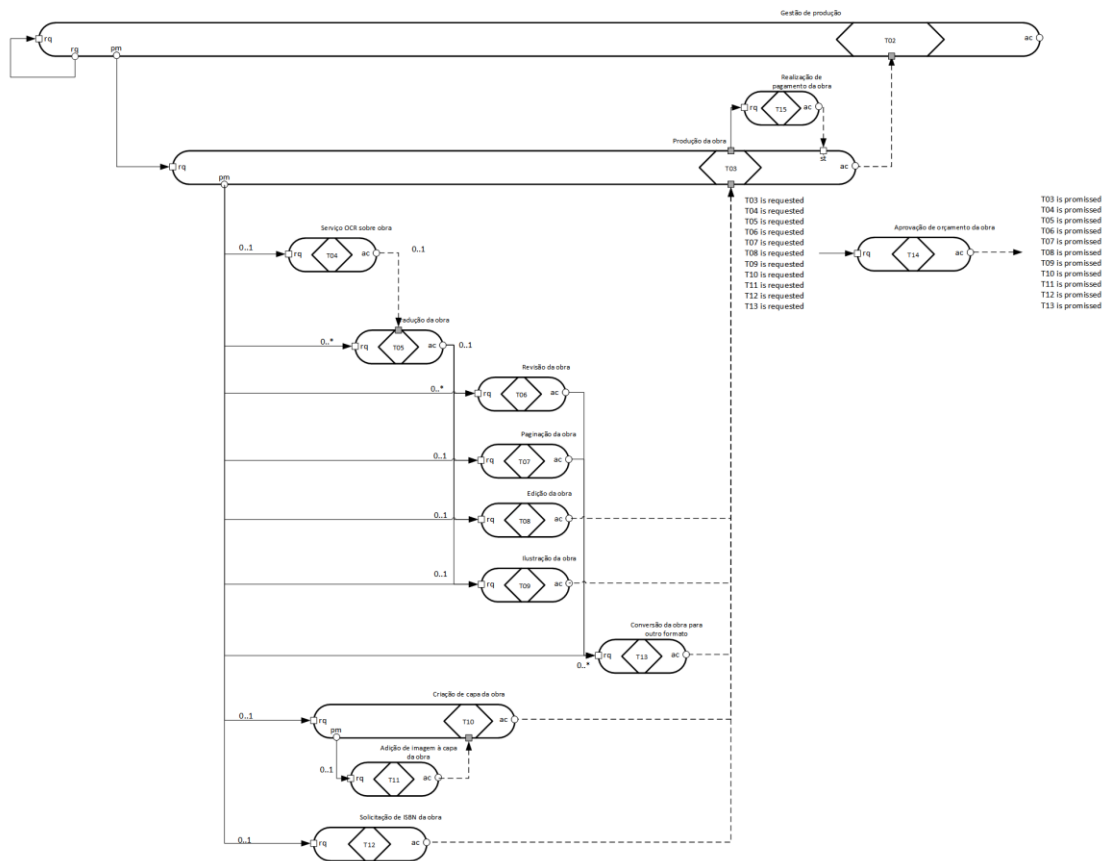 Gestão de produção
rq
T02
ac
rq
pm
Realização de
pagamento da obra
rq
T15
ac
Produção da obra
st
rq
T03
ac
pm
T03 is requested
T04 is requested
T05 is requested
T06 is requested
T07 is requested
T08 is requested
T09 is requested
T10 is requested
T11 is requested
T12 is requested
T13 is requested
Aprovação de orçamento da obra
rq
T14
ac
T03 is promissed
T04 is promissed
T05 is promissed
T06 is promissed
T07 is promissed
T08 is promissed
T09 is promissed
T10 is promissed
T11 is promissed
T12 is promissed
T13 is promissed
Serviço OCR sobre obra
0..1
rq
T04
ac
0..1
adução da obra
0..*
rq
T05
ac
0..1
Revisão da obra
0..*
rq
T06
ac
Paginação da obra
0..1
rq
T07
ac
Edição da obra
0..1
rq
T08
ac
Ilustração da obra
0..1
rq
T09
ac
Conversão da obra para
outro formato
0..*
rq
T13
ac
Criação de capa da obra
0..1
rq
T10
ac
pm
Adição de imagem à capa
da obra
0..1
rq
T11
ac
Solicitação de ISBN da obra
0..1
rq
T12
ac